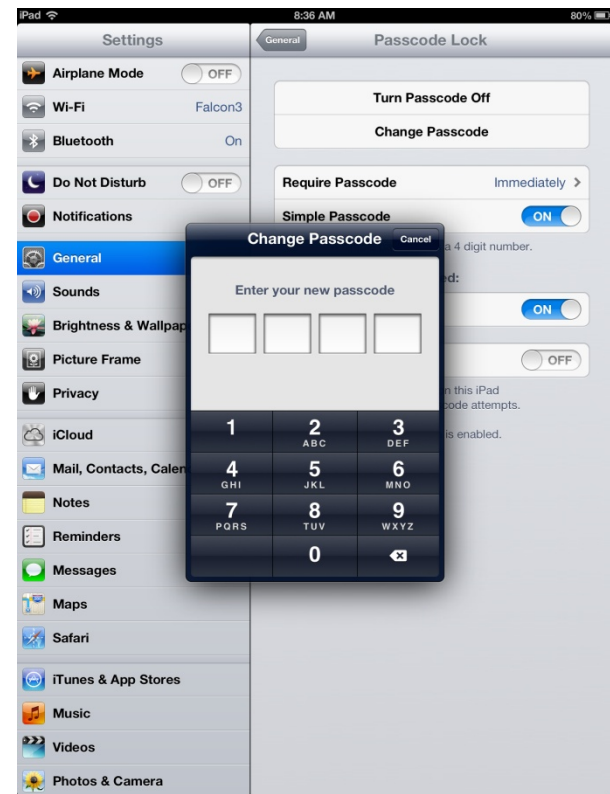 iPad
8:36 AM
80%
Settings
Airplane Mode OFF
Wi-Fi Falcon3
Bluetooth On
Do Not Disturb OFF
Notifications
General
Sounds
Brightness & Wallpap
Picture Frame
Privacy
iCloud
Mail, Contacts, Calen
Notes
Reminders
Messages
Maps
Safari
iTunes & App Stores
Music
Videos
Photos & Camera
General
Passcode Lock
Turn Passcode Off
Change Passcode
Require Passcode Immediately
Simple Passcode ON
a 4 digit number.
ed:
ON
OFF
n this iPad
code attempts.
is enabled.
Change Passcode Cancel
Enter your new passcode
1 2 3
ABC DEF
4 5 6
GHI JKL MNO
7 8 9
PQRS TUV WXYZ
0